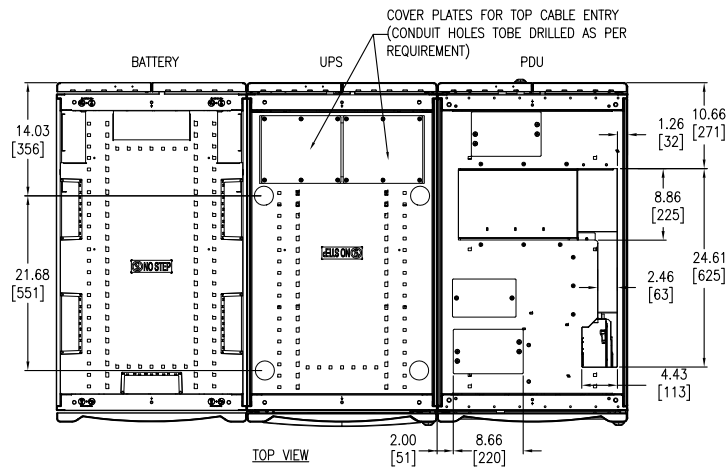 COVER PLATES FOR TOP CABLE ENTRY
(CONDUIT HOLES TOBE DRILLED AS PER
REQUIREMENT)
BATTERY
UPS
PDU
14.03
[356]
21.68
[551]
NO STEP
NO STEP
10.66
[271]
1.26
[32]
8.86
[225]
24.61
[625]
2.46
[63]
4.43
[113]
2.00
[51]
8.66
[220]
TOP VIEW